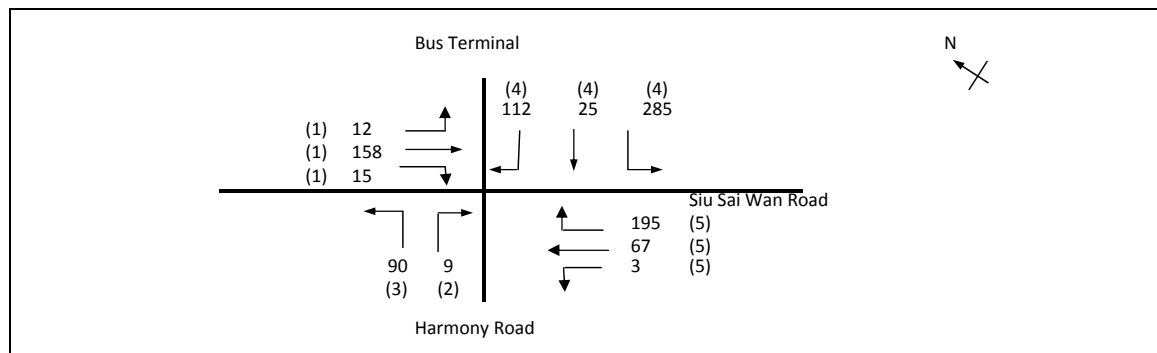 Bus Terminal
N
(4) (4) (4)
112 25 285
(1) 12
(1) 158
(1) 15
Siu Sai Wan Road
195 (5)
67 (5)
3 (5)
90 9
(3) (2)
Harmony Road